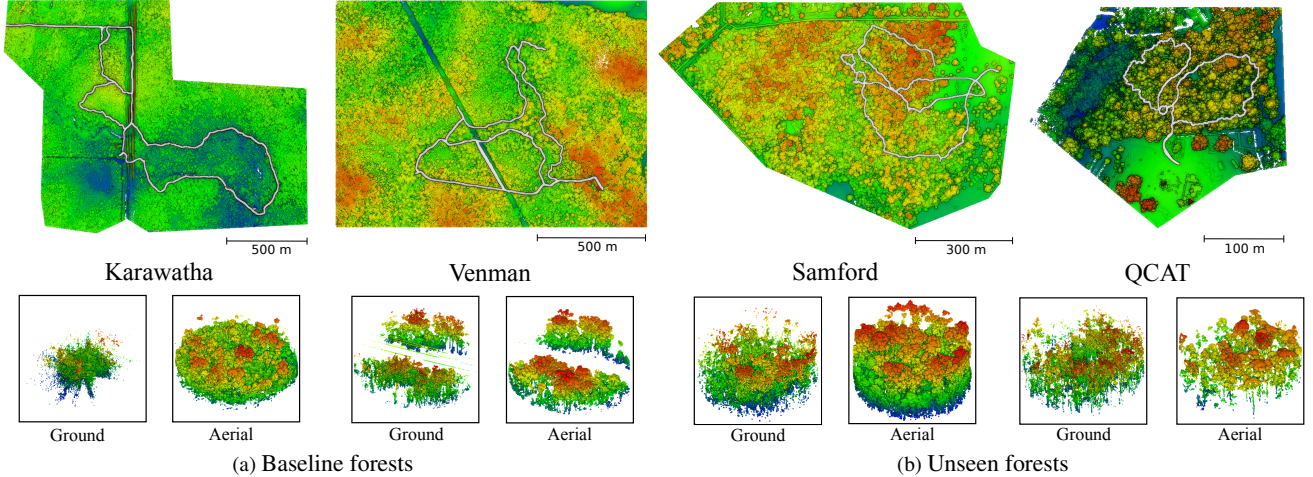 500 m
500 m
300 m
100 m
Karawatha
Venman
Samford
QCAT
Ground
Aerial
Ground
Aerial
Ground
Aerial
Ground
Aerial
(a) Baseline forests
(b) Unseen forests